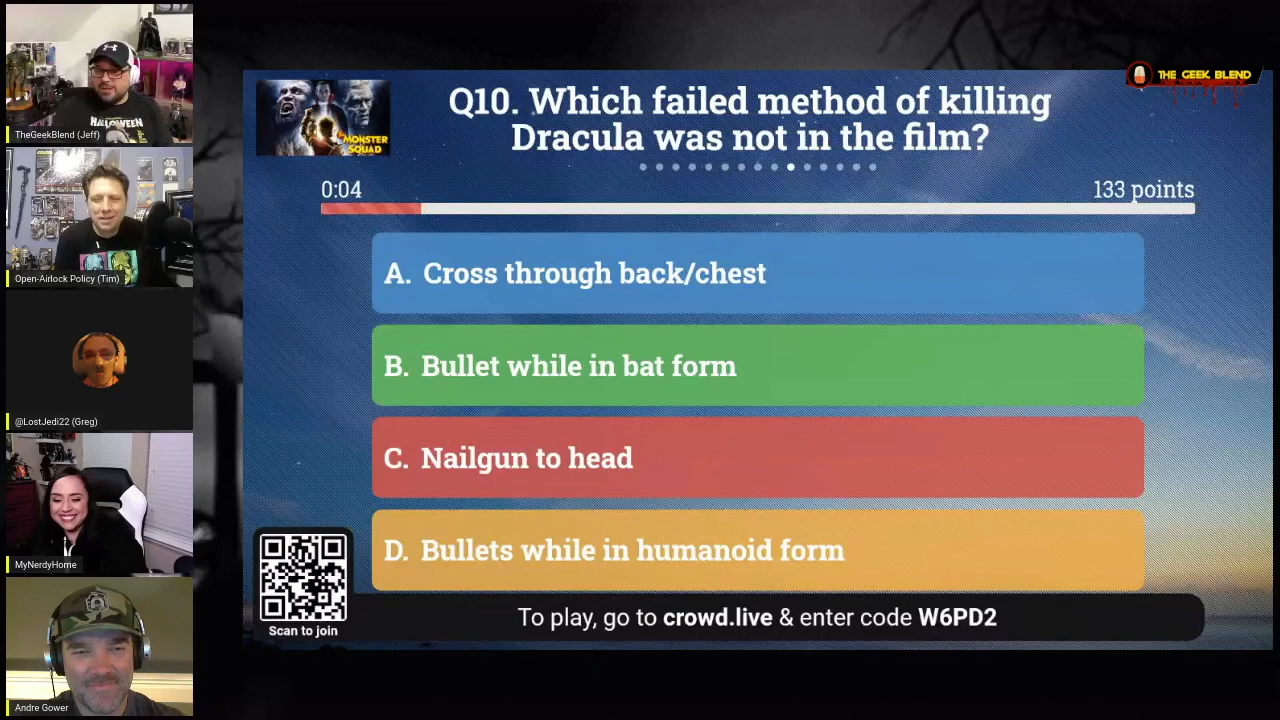 HALLOWEEN
TheGeekBlend (Jeff)
Open-Airlock Policy (Tim)
@LostJedi22 (Greg)
MyNerdyHome
Andre Gower
THE GEEK BLEND
MONSTER
SQUAD
Q10. Which failed method of killing
Dracula was not in the film?
0:04
133 points
A. Cross through back/chest
B. Bullet while in bat form
C. Nailgun to head
D. Bullets while in humanoid form
Scan to join
To play, go to crowd.live & enter code W6PD2